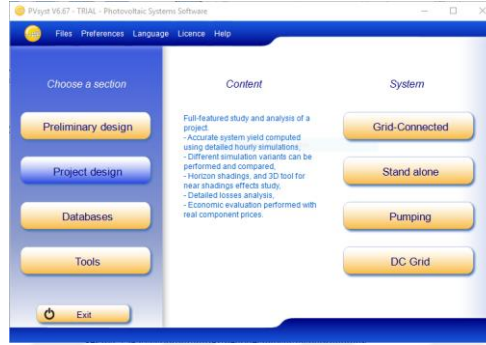 PVsyst V6.67 - TRIAL - Photovoltaic Systems Software
Files Preferences Language Licence Help
Choose a section
Preliminary design
Project design
Databases
Tools
Exit
Content
Full-featured study and analysis of a
project.
- Accurate system yield computed
using detailed hourly simulations,
- Different simulation variants can be
performed and compared,
- Horizon shadings, and 3D tool for
near shadings effects study,
- Detailed losses analysis,
- Economic evaluation performed with
real component prices.
System
Grid-Connected
Stand alone
Pumping
DC Grid